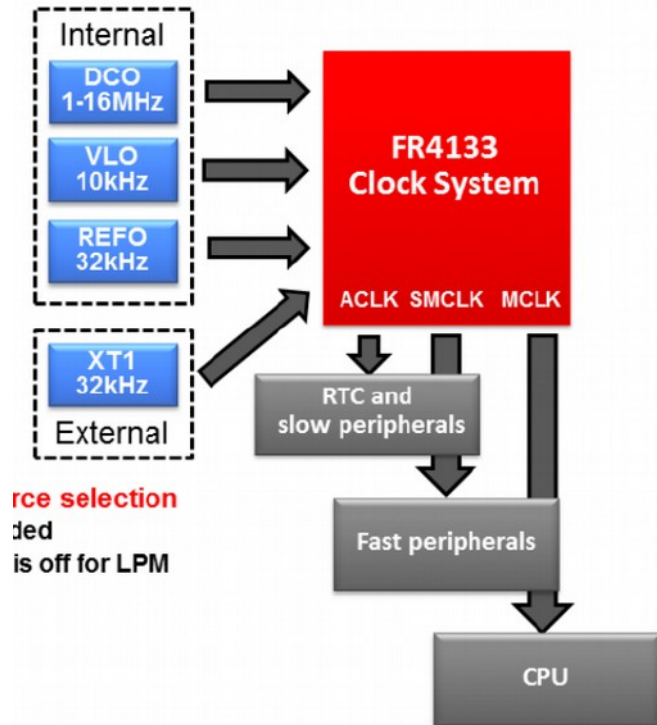 Internal
DCO
1-16MHz
VLO
10kHz
REFO
32kHz
XT1
32kHz
External
FR4133
Clock System
ACLK SMCLK MCLK
RTC and
slow peripherals
Fast peripherals
CPU
rce selection
ded
is off for LPM